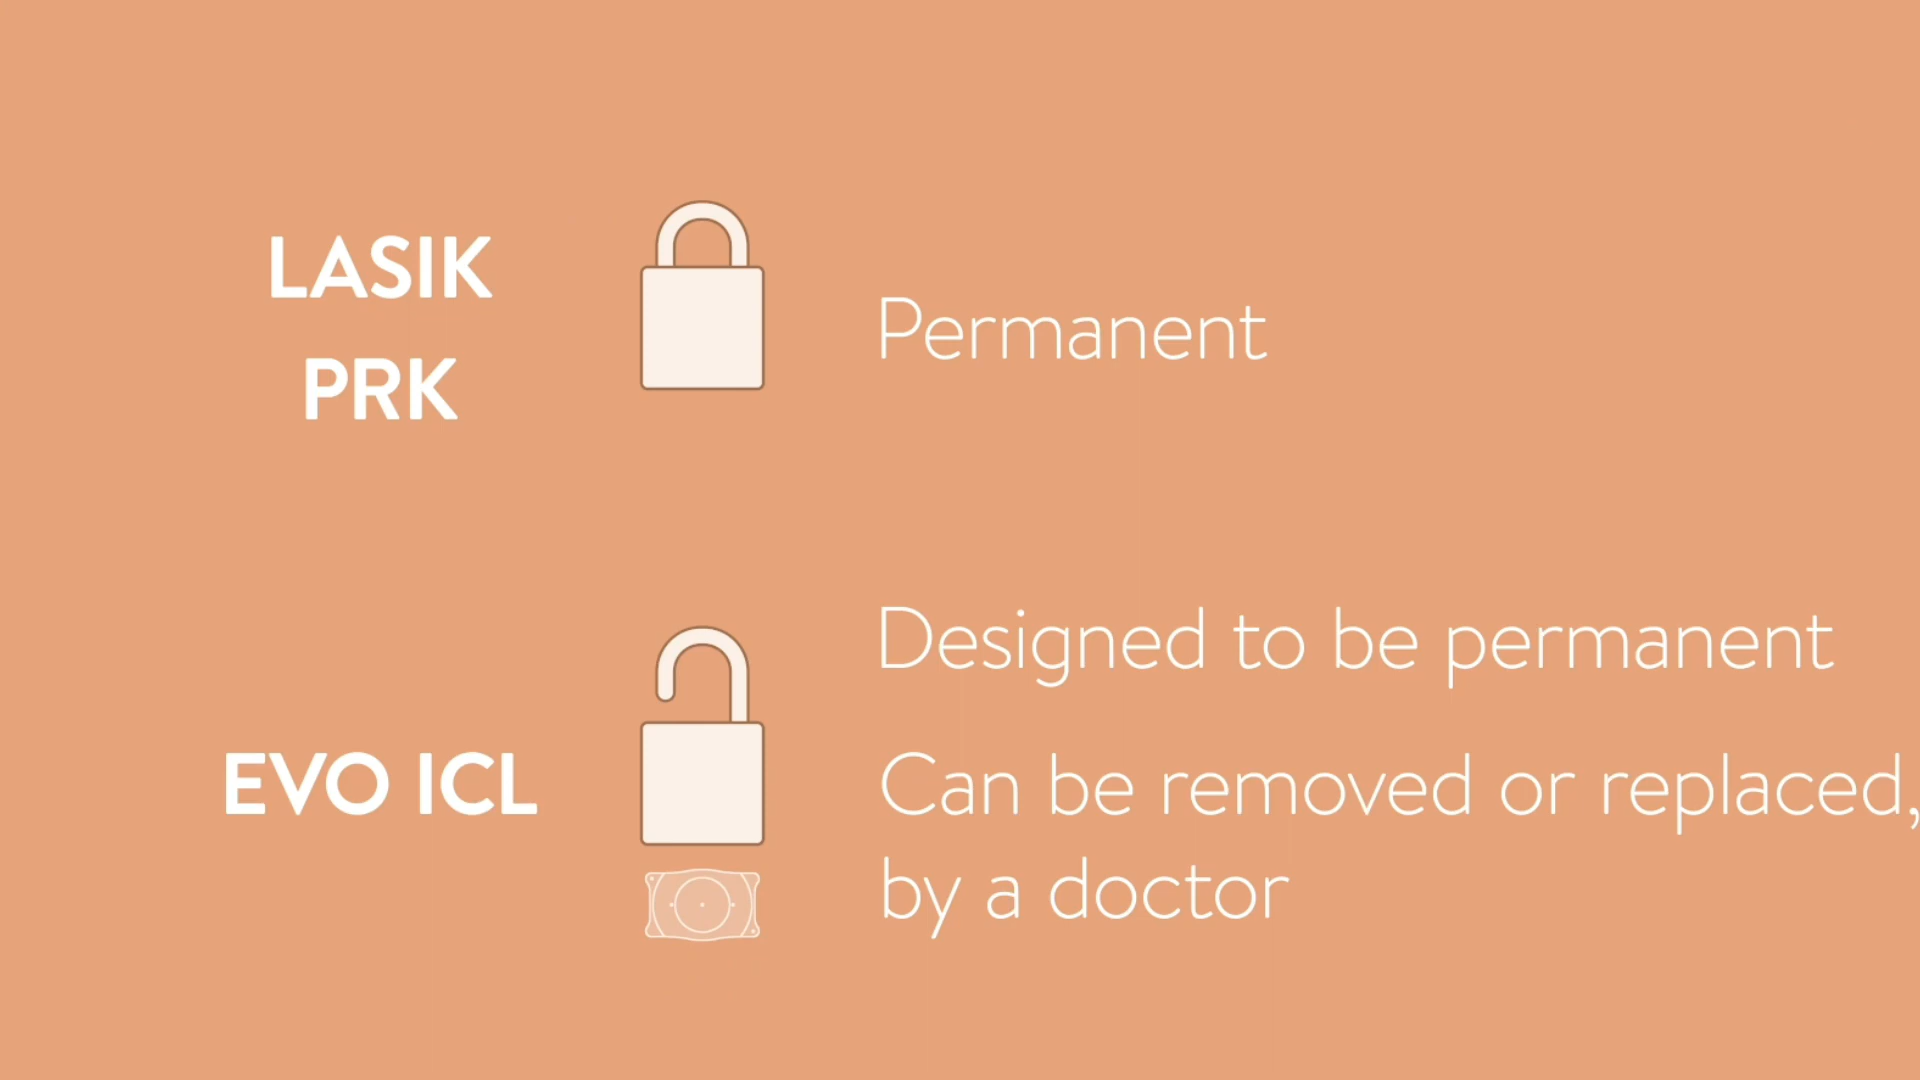 LASIK
PRK
Permanent
EVO ICL
Designed to be permanent
Can be removed or replaced,
by a doctor